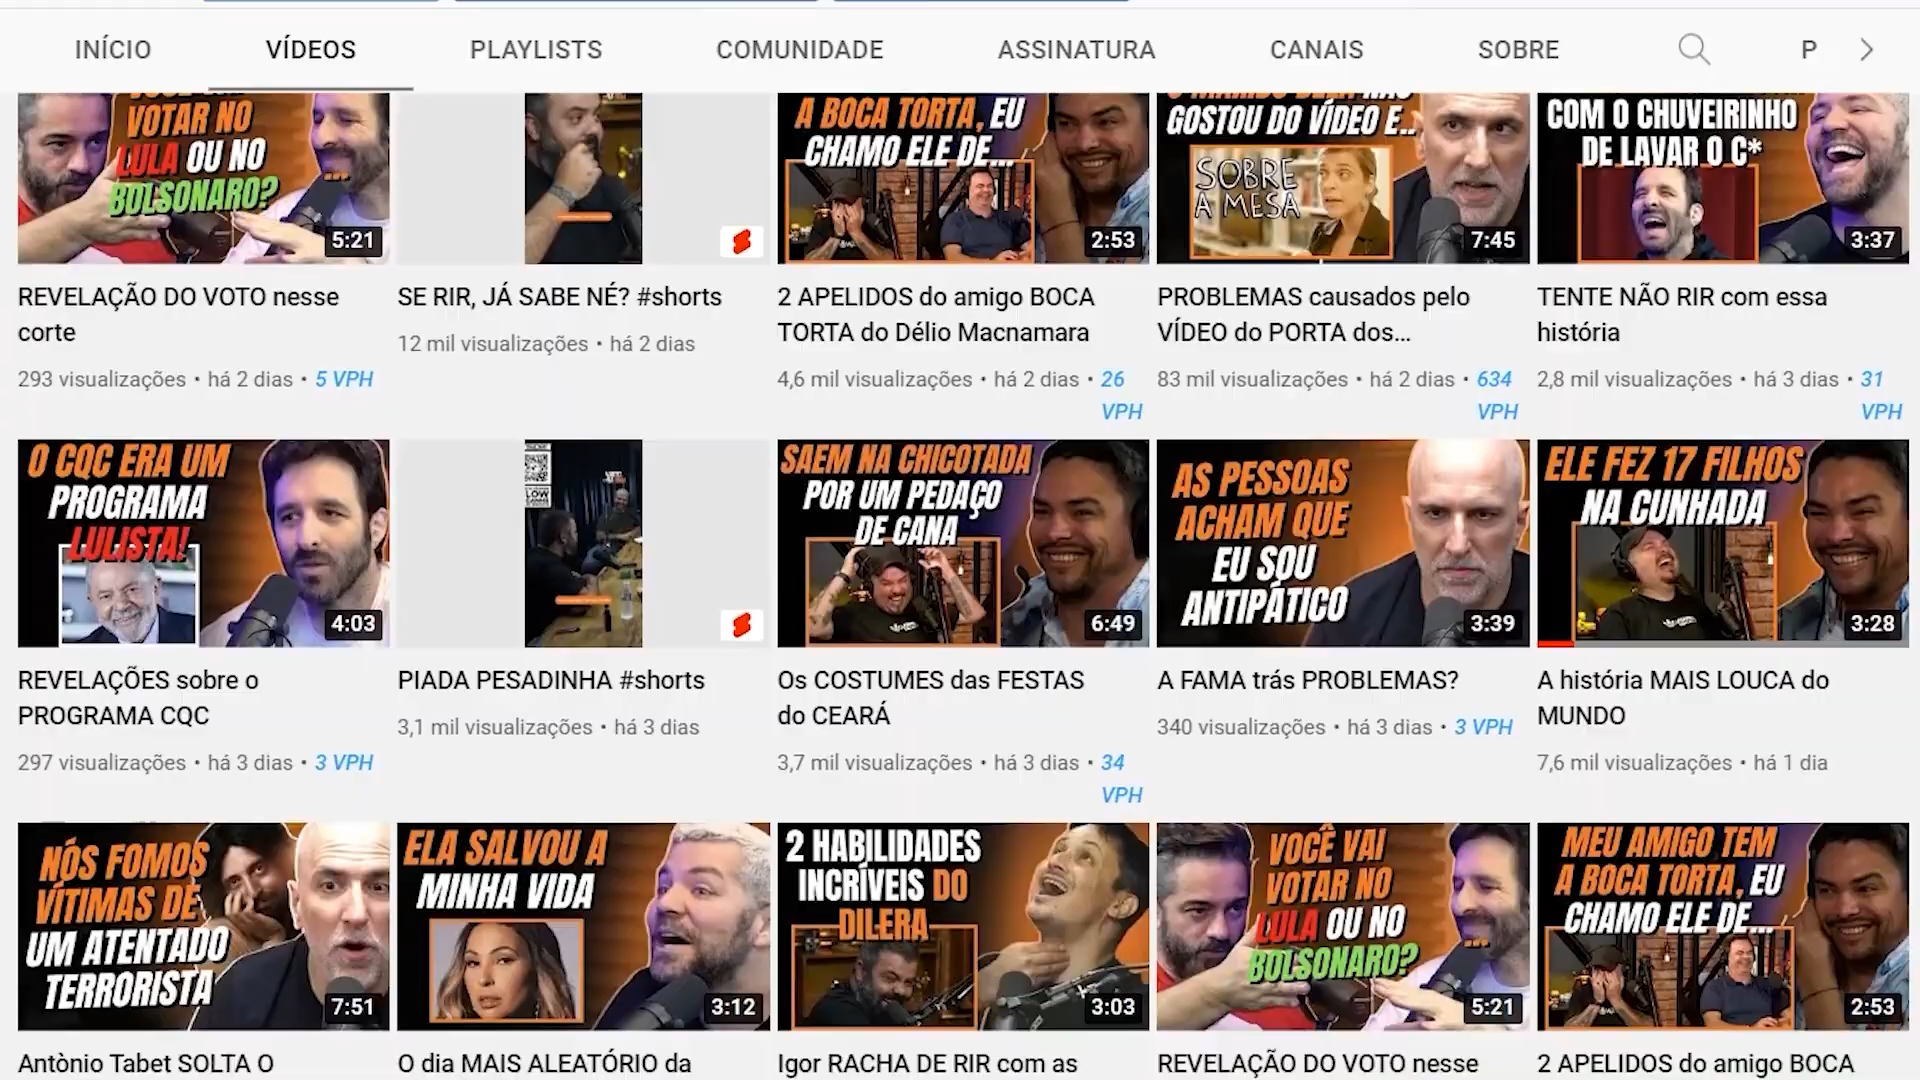 INÍCIO VÍDEOS PLAYLISTS COMUNIDADE ASSINATURA CANAIS SOBRE P
VOTAR NO
LULA OU NO
BOLSONARO?
5:21
A BOCA TORTA, EU
CHAMO ELE DE...
2:53
GOSTOU DO VÍDEO E...
SOBRE
A MESA
7:45
COM O CHUVEIRINHO
DE LAVAR O C*
3:37
REVELAÇÃO DO VOTO nesse
corte
293 visualizações • há 2 dias • 5 VPH
SE RIR, JÁ SABE NÉ? #shorts
12 mil visualizações • há 2 dias
2 APELIDOS do amigo BOCA
TORTA do Délio Macnamara
4,6 mil visualizações • há 2 dias • 26
VPH
PROBLEMAS causados pelo
VÍDEO do PORTA dos...
83 mil visualizações • há 2 dias • 634
VPH
TENTE NÃO RIR com essa
história
2,8 mil visualizações • há 3 dias • 31
VPH
O CQC ERA UM
PROGRAMA
LULISTA!
4:03
SAEM NA CHICOTADA
POR UM PEDAÇO
DE CANA
6:49
AS PESSOAS
ACHAM QUE
EU SOU
ANTIPÁTICO
3:39
ELE FEZ 17 FILHOS
NA CUNHADA
3:28
REVELAÇÕES sobre o
PROGRAMA CQC
297 visualizações • há 3 dias • 3 VPH
PIADA PESADINHA #shorts
3,1 mil visualizações • há 3 dias
Os COSTUMES das FESTAS
do CEARÁ
3,7 mil visualizações • há 3 dias • 34
VPH
A FAMA trás PROBLEMAS?
340 visualizações • há 3 dias • 3 VPH
A história MAIS LOUCA do
MUNDO
7,6 mil visualizações • há 1 dia
NÓS FOMOS
VÍTIMAS DE
UM ATENTADO
TERRORISTA
7:51
ELA SALVOU A
MINHA VIDA
3:12
2 HABILIDADES
INCRÍVEIS DO
DILERA
3:03
VOCÊ VAI
VOTAR NO
LULA OU NO
BOLSONARO?
5:21
MEU AMIGO TEM
A BOCA TORTA, EU
CHAMO ELE DE...
2:53
Antònio Tabet SOLTA O
O dia MAIS ALEATÓRIO da
Igor RACHA DE RIR com as
REVELAÇÃO DO VOTO nesse
2 APELIDOS do amigo BOCA